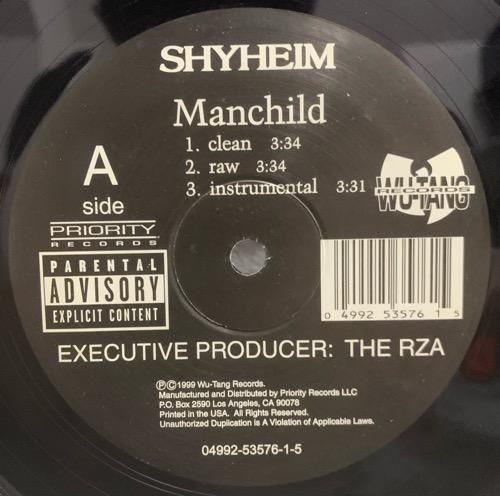 SHYHEIM
Manchild
1. clean 3:34
2. raw 3:34
3. instrumental 3:31
A
side
WU-TANG
RECORDS
PRIORITY
RECORDS
PARENTAL
ADVISORY
EXPLICIT CONTENT
0 4992 53576 1 5
EXECUTIVE PRODUCER: THE RZA
℗©1999 Wu-Tang Records.
Manufactured and Distributed by Priority Records LLC
P.O. Box 2590 Los Angeles, CA 90078
Printed in the USA. All Rights Reserved.
Unauthorized Duplication is A Violation of Applicable Laws.
04992-53576-1-5